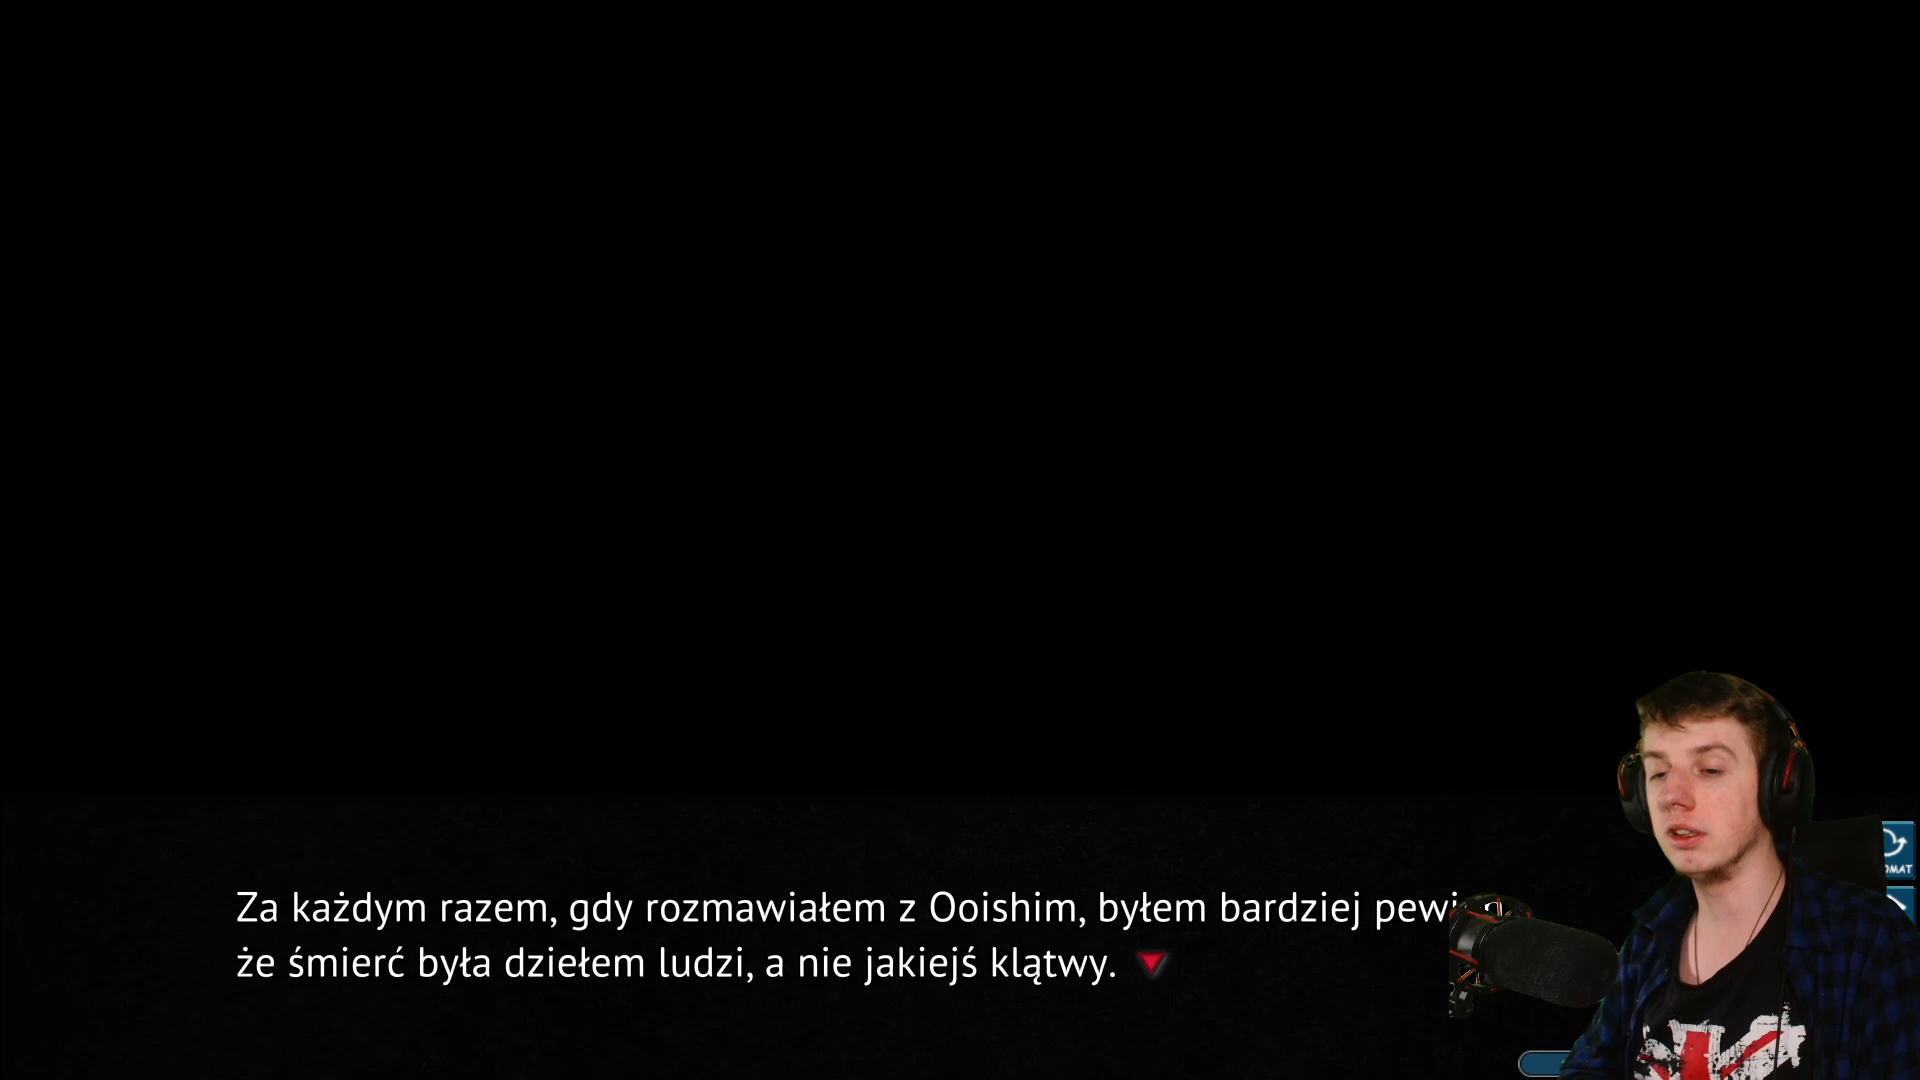 Za każdym razem, gdy rozmawiałem z Ooishim, byłem bardziej
że śmierć była dziełem ludzi, a nie jakiejś klątwy.